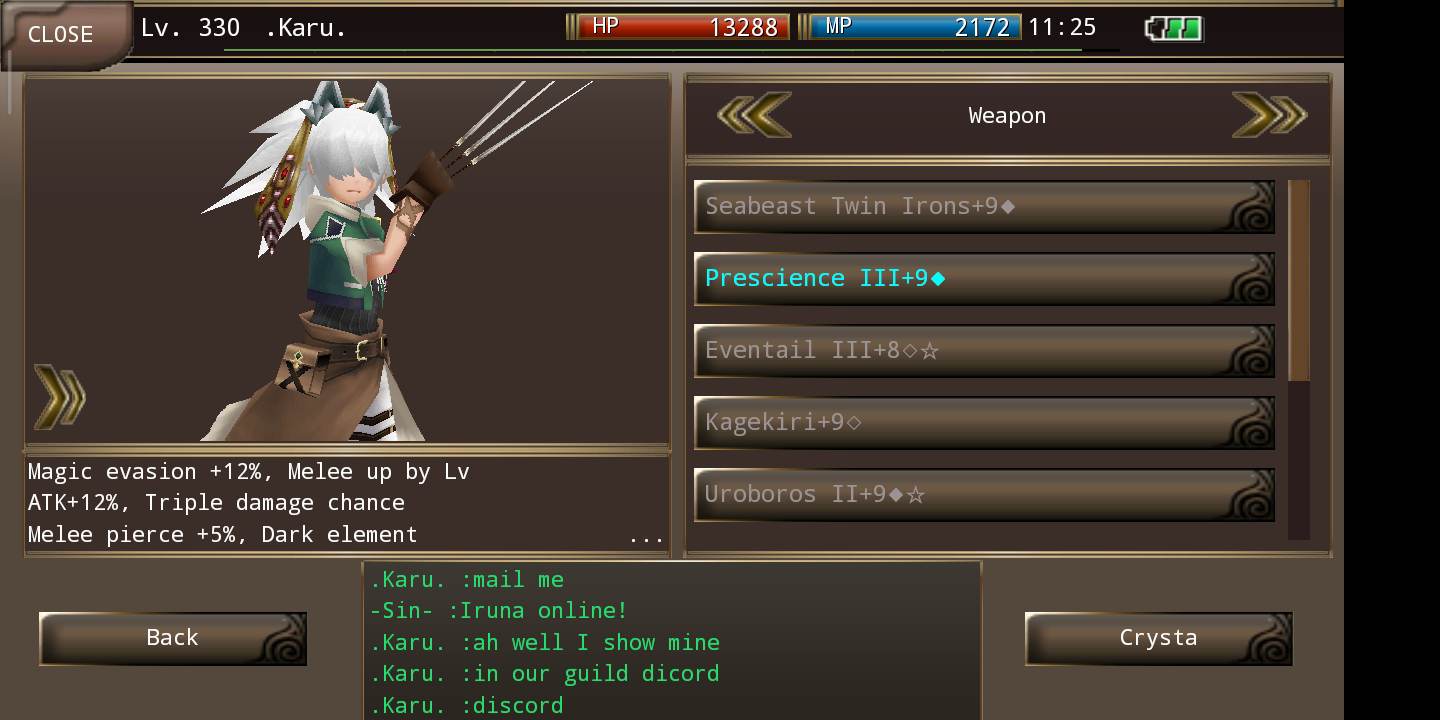 CLOSE
Lv. 330 .Karu.
HP 13288
MP 2172
11:25
Weapon
Seabeast Twin Irons+9◆
Prescience III+9◆
Eventail III+8◇☆
Kagekiri+9◇
Uroboros II+9◆☆
Magic evasion +12%, Melee up by Lv
ATK+12%, Triple damage chance
Melee pierce +5%, Dark element ...
Back
.Karu. :mail me
-Sin- :Iruna online!
.Karu. :ah well I show mine
.Karu. :in our guild dicord
.Karu. :discord
Crysta